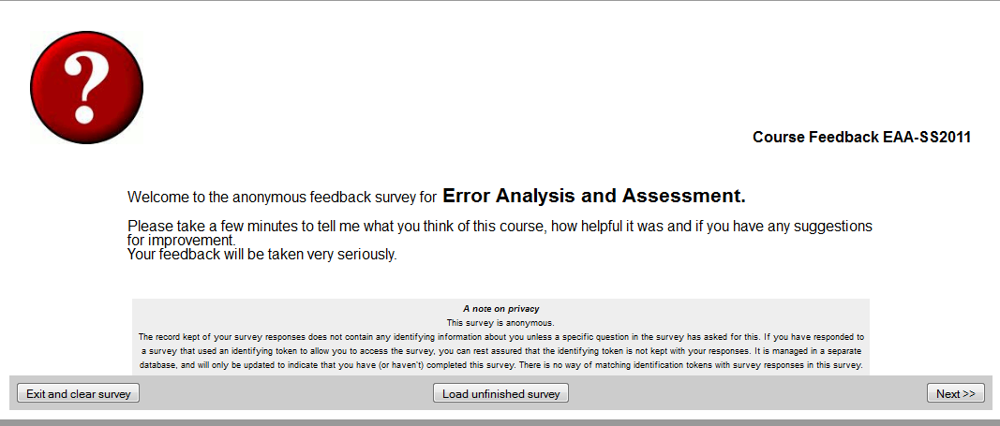 ?
Course Feedback EAA-SS2011
Welcome to the anonymous feedback survey for Error Analysis and Assessment.
Please take a few minutes to tell me what you think of this course, how helpful it was and if you have any suggestions
for improvement.
Your feedback will be taken very seriously.
A note on privacy
This survey is anonymous.
The record kept of your survey responses does not contain any identifying information about you unless a specific question in the survey has asked for this. If you have responded to
a survey that used an identifying token to allow you to access the survey, you can rest assured that the identifying token is not kept with your responses. It is managed in a separate
database, and will only be updated to indicate that you have (or haven't) completed this survey. There is no way of matching identification tokens with survey responses in this survey.
Exit and clear survey
Load unfinished survey
Next >>